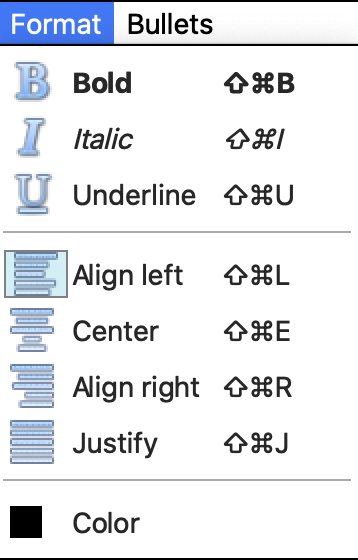 Format Bullets
B Bold ⇧⌘B
I Italic ⇧⌘I
U Underline ⇧⌘U
Align left ⇧⌘L
Center ⇧⌘E
Align right ⇧⌘R
Justify ⇧⌘J
Color